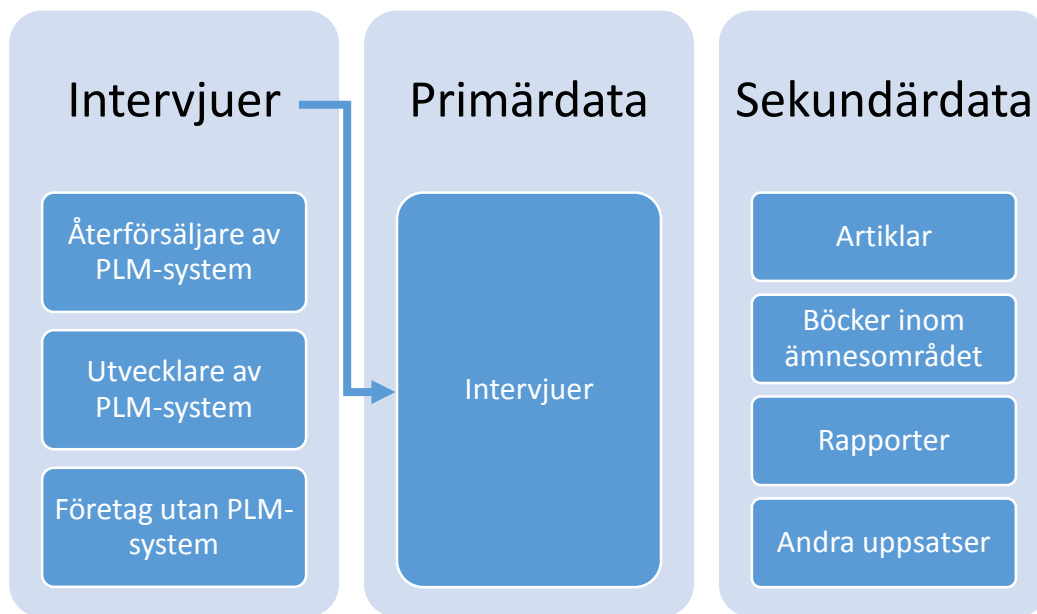 Intervjuer
Återförsäljare av
PLM-system
Utvecklare av
PLM-system
Företag utan PLM-
system
Primärdata
Intervjuer
Sekundärdata
Artiklar
Böcker inom
ämnesområdet
Rapporter
Andra uppsatser